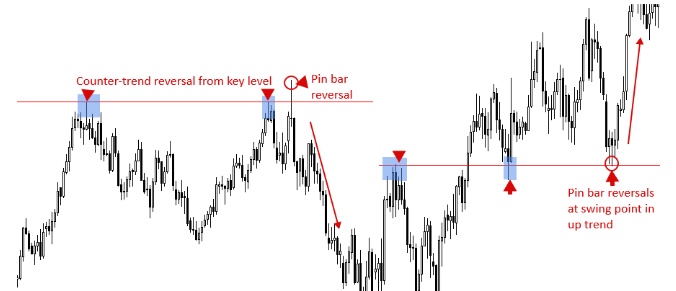 Counter-trend reversal from key level
Pin bar
reversal
Pin bar reversals
at swing point in
up trend